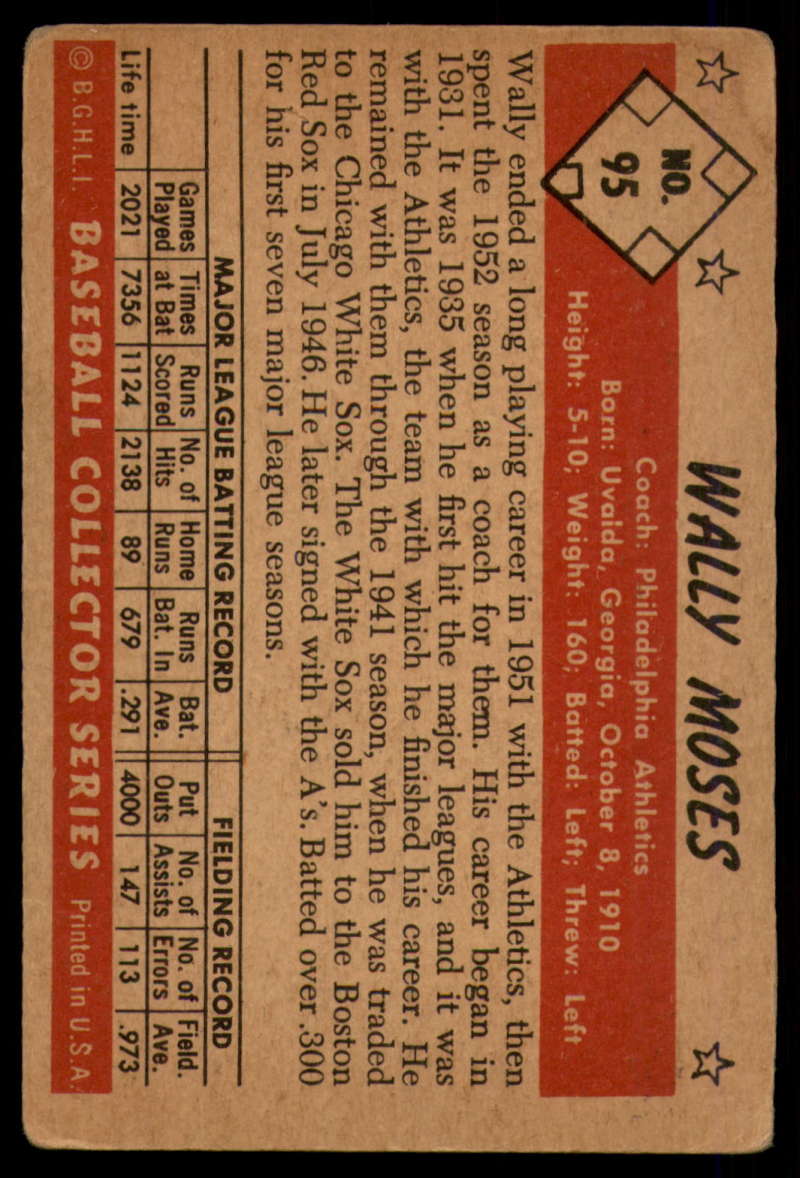 WALLY MOSES
NO.
95
Coach: Philadelphia Athletics
Born: Uvalda, Georgia, October 8, 1910
Height: 5-10; Weight: 160; Batted: Left; Threw: Left
Wally ended a long playing career in 1951 with the Athletics, then
spent the 1952 season as a coach for them. His career began in
1931. It was 1935 when he first hit the major leagues, and it was
with the Athletics, the team with which he finished his career. He
remained with them through the 1941 season, when he was traded
to the Chicago White Sox. The White Sox sold him to the Boston
Red Sox in July 1946. He later signed with the A's. Batted over .300
for his first seven major league seasons.
MAJOR LEAGUE BATTING RECORD FIELDING RECORD
Games Times Runs No. of Home Runs Bat. Put No. of No. of Field.
Played at Bat Scored Hits Runs Bat. In Ave. Outs Assists Errors Ave.
Life time 2021 7356 1124 2138 89 679 .291 4000 147 113 .973
© B.G.H.L.I. BASEBALL COLLECTOR SERIES Printed in U.S.A.